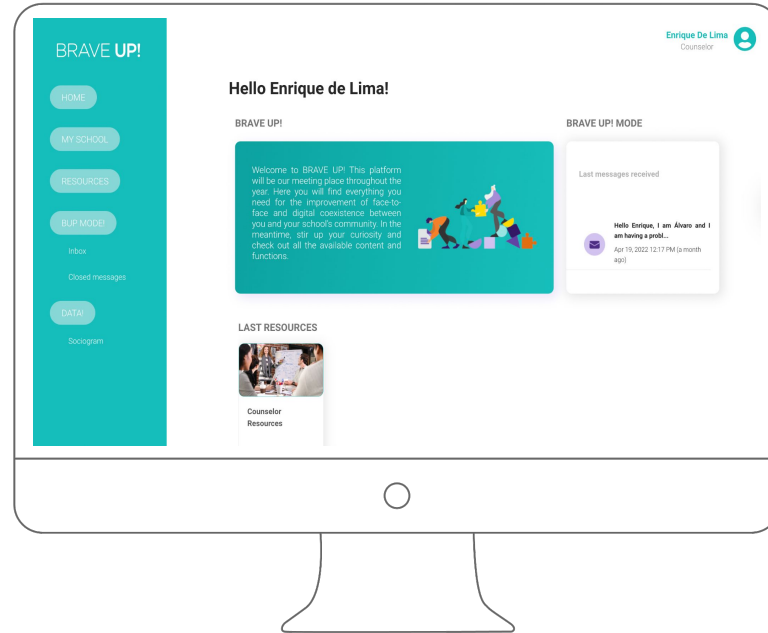 BRAVE UP!
HOME
MY SCHOOL
RESOURCES
BUP MODE!
Inbox
Closed messages
DATA!
Sociogram
Enrique De Lima
Counselor
Hello Enrique de Lima!
BRAVE UP!
Welcome to BRAVE UP! This platform
will be our meeting place throughout the
year. Here you will find everything you
need for the improvement of face-to-
face and digital coexistence between
you and your school's community. In the
meantime, stir up your curiosity and
check out all the available content and
functions.
BRAVE UP! MODE
Last messages received
Hello Enrique, I am Álvaro and I
am having a probl...
Apr 19, 2022 12:17 PM (a month
ago)
LAST RESOURCES
Counselor
Resources